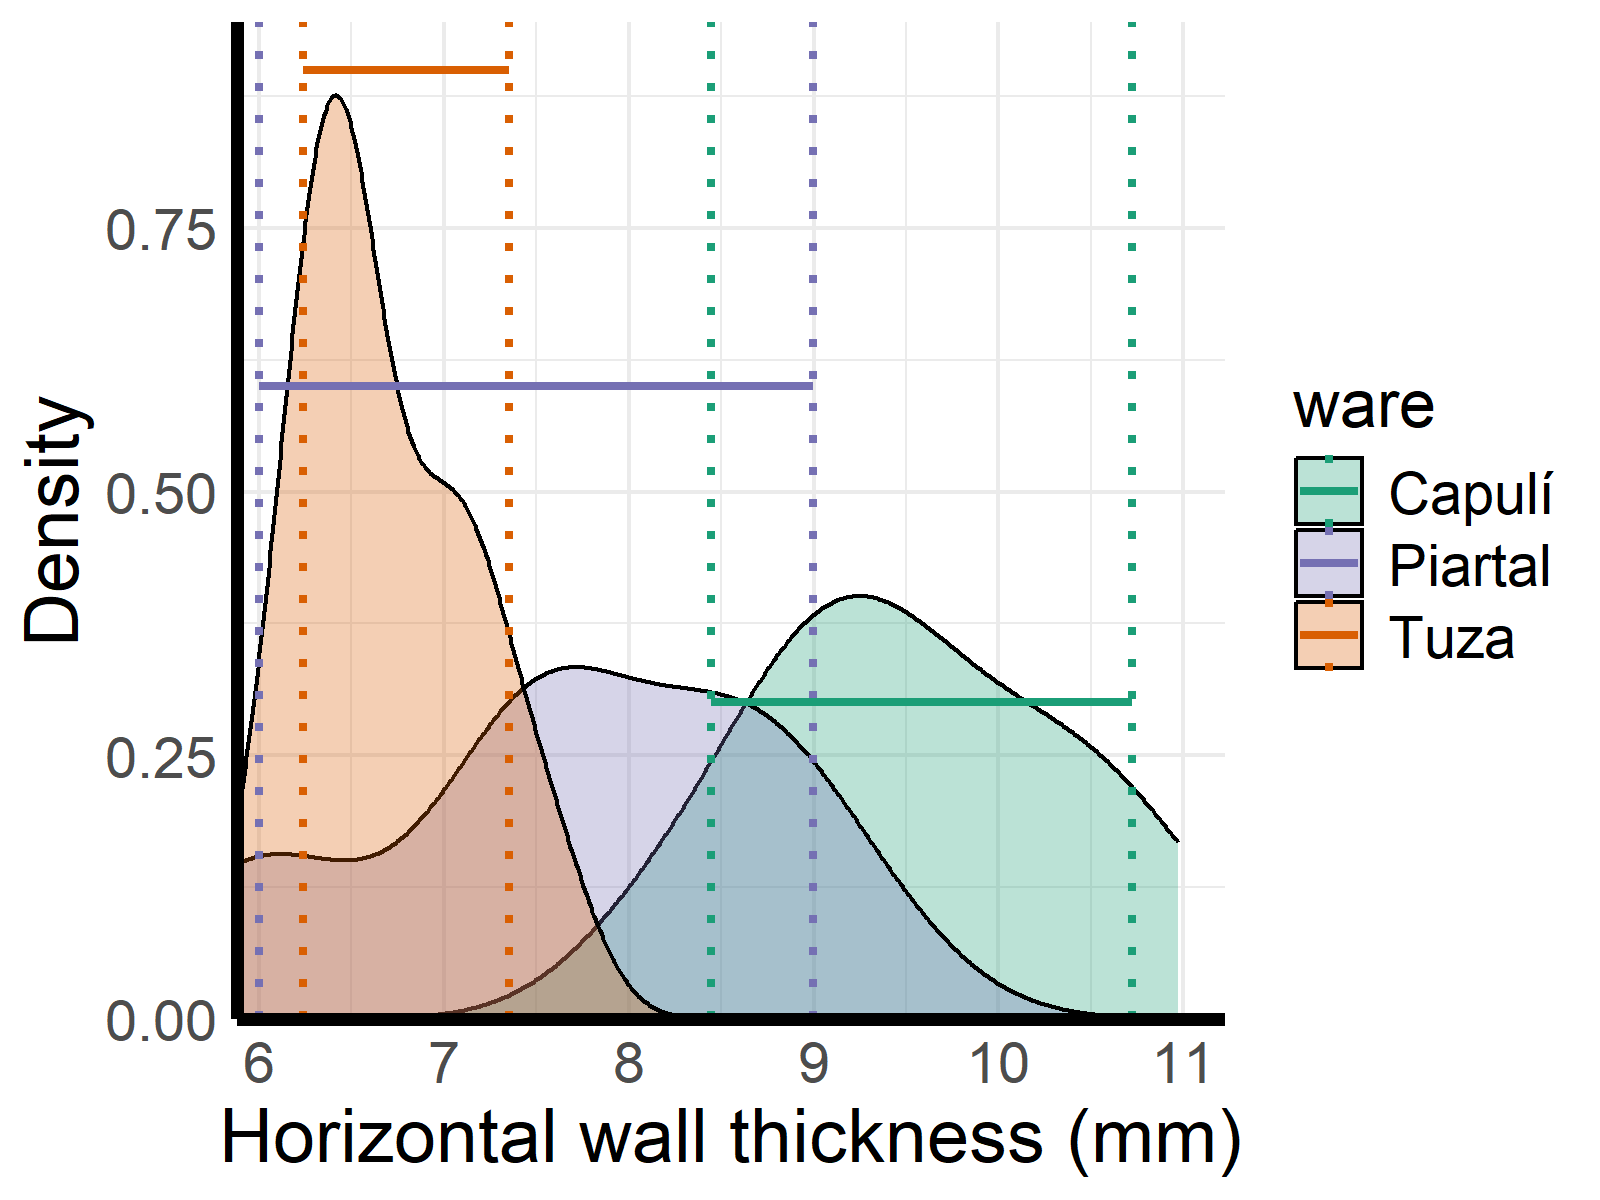 0.75
0.50
0.25
0.00
Density
6 7 8 9 10 11
Horizontal wall thickness (mm)
ware
Capulí
Piartal
Tuza